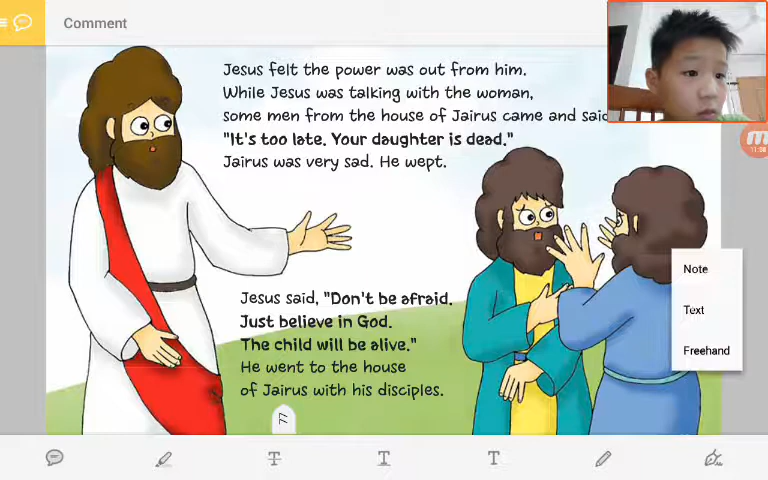 Comment
Jesus felt the power was out from him.
While Jesus was talking with the woman,
some men from the house of Jairus came and said
"It's too late. Your daughter is dead."
Jairus was very sad. He wept.
Note
Jesus said, "Don't be afraid.
Text
Just believe in God.
The child will be alive."
Freehand
He went to the house
of Jairus with his disciples.
77